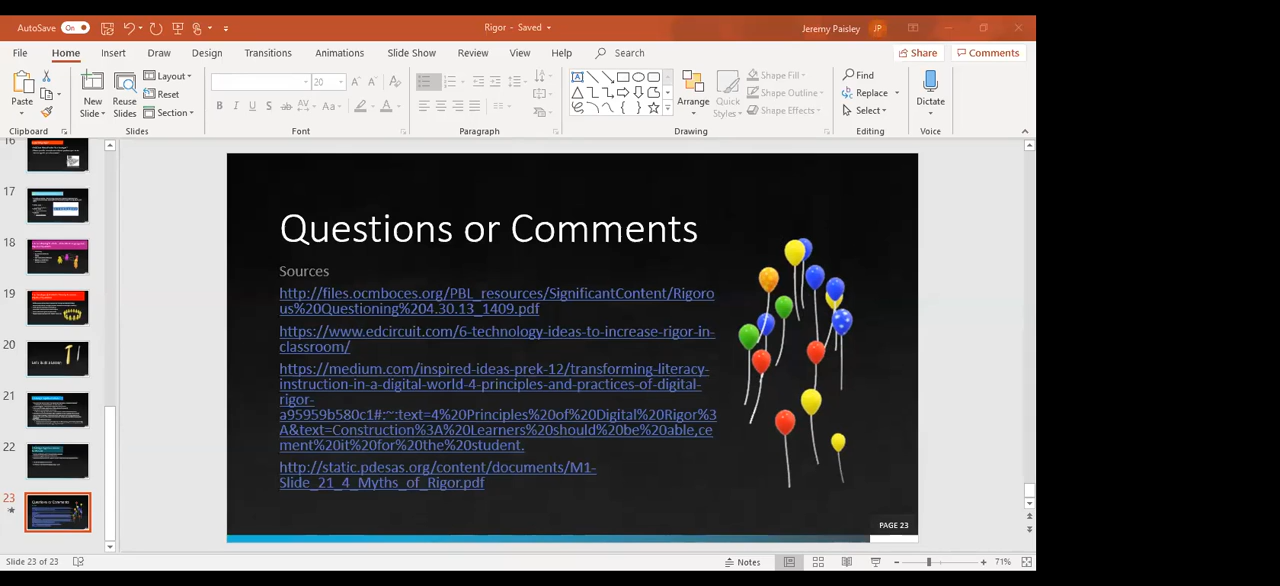 AutoSave On
Rigor - Saved
Jeremy Paisley JP
File Home Insert Draw Design Transitions Animations Slide Show Review View Help Search Share Comments
Paste
New Slide
Reuse Slides
Layout
Reset
Section
20
Arrange
Quick Styles
Shape Fill
Shape Outline
Shape Effects
Find
Replace
Select
Dictate
Clipboard Slides Font Paragraph Drawing Editing Voice
16
17
18
19
20
21
22
23
Questions or Comments
Sources
http://files.ocmboces.org/PBL_resources/SignificantContent/Rigoro
us%20Questioning%204.30.13_1409.pdf
https://www.edcircuit.com/6-technology-ideas-to-increase-rigor-in-
classroom/
https://medium.com/inspired-ideas-prek-12/transforming-literacy-
instruction-in-a-digital-world-4-principles-and-practices-of-digital-
rigor-
a95959b580c1#:~:text=4%20Principles%20of%20Digital%20Rigor%3
A&text=Construction%3A%20Learners%20should%20be%20able,ce
ment%20it%20for%20the%20student.
http://static.pdesas.org/content/documents/M1-
Slide_21_4_Myths_of_Rigor.pdf
PAGE 23
Slide 23 of 23
Notes
71%